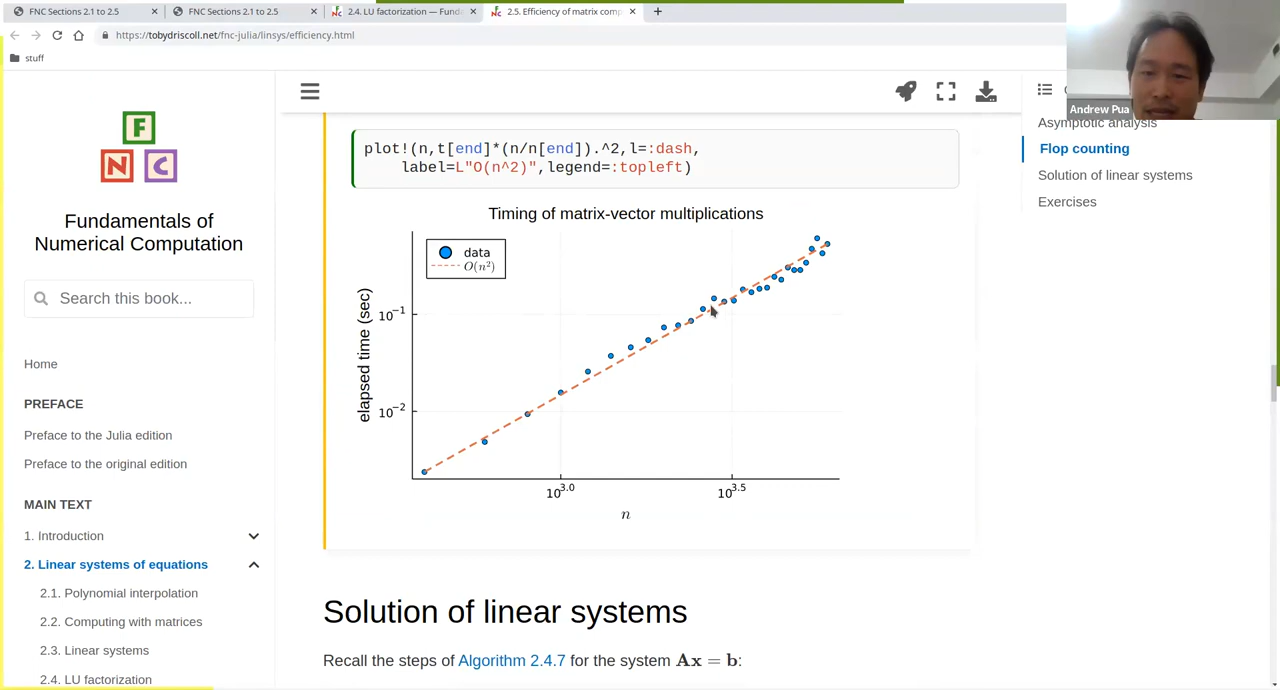 FNC Sections 2.1 to 2.5
FNC Sections 2.1 to 2.5
2.4. LU factorization — Fund
2.5. Efficiency of matrix comp
https://tobydriscoll.net/fnc-julia/linsys/efficiency.html
stuff
Andrew Pua
F
N C
Fundamentals of
Numerical Computation
Search this book...
Home
PREFACE
Preface to the Julia edition
Preface to the original edition
MAIN TEXT
1. Introduction
2. Linear systems of equations
2.1. Polynomial interpolation
2.2. Computing with matrices
2.3. Linear systems
2.4. LU factorization
plot!(n,t[end]*(n/n[end]).^2,l=:dash,
label=L"O(n^2)",legend=:topleft)
Timing of matrix-vector multiplications
data
O(n²)
elapsed time (sec)
10⁻¹
10⁻²
10³·⁰
10³·⁵
n
Solution of linear systems
Recall the steps of Algorithm 2.4.7 for the system Ax = b:
Asymptotic analysis
Flop counting
Solution of linear systems
Exercises